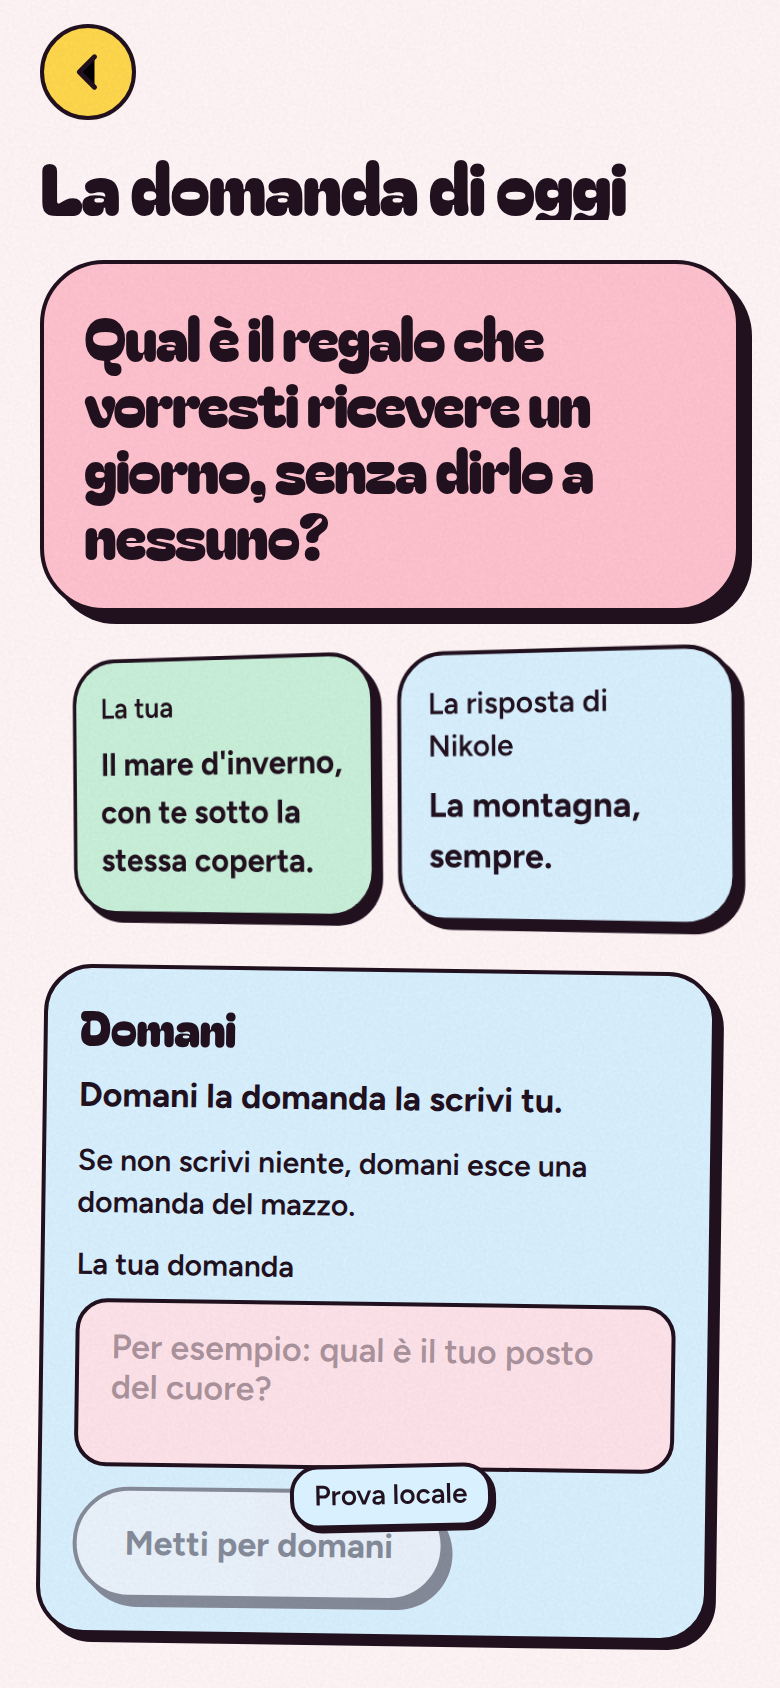 La domanda di oggi
Qual è il regalo che
vorresti ricevere un
giorno, senza dirlo a
nessuno?
La tua
Il mare d'inverno,
con te sotto la
stessa coperta.
La risposta di
Nikole
La montagna,
sempre.
Domani
Domani la domanda la scrivi tu.
Se non scrivi niente, domani esce una
domanda del mazzo.
La tua domanda
Per esempio: qual è il tuo posto
del cuore?
Prova locale
Metti per domani